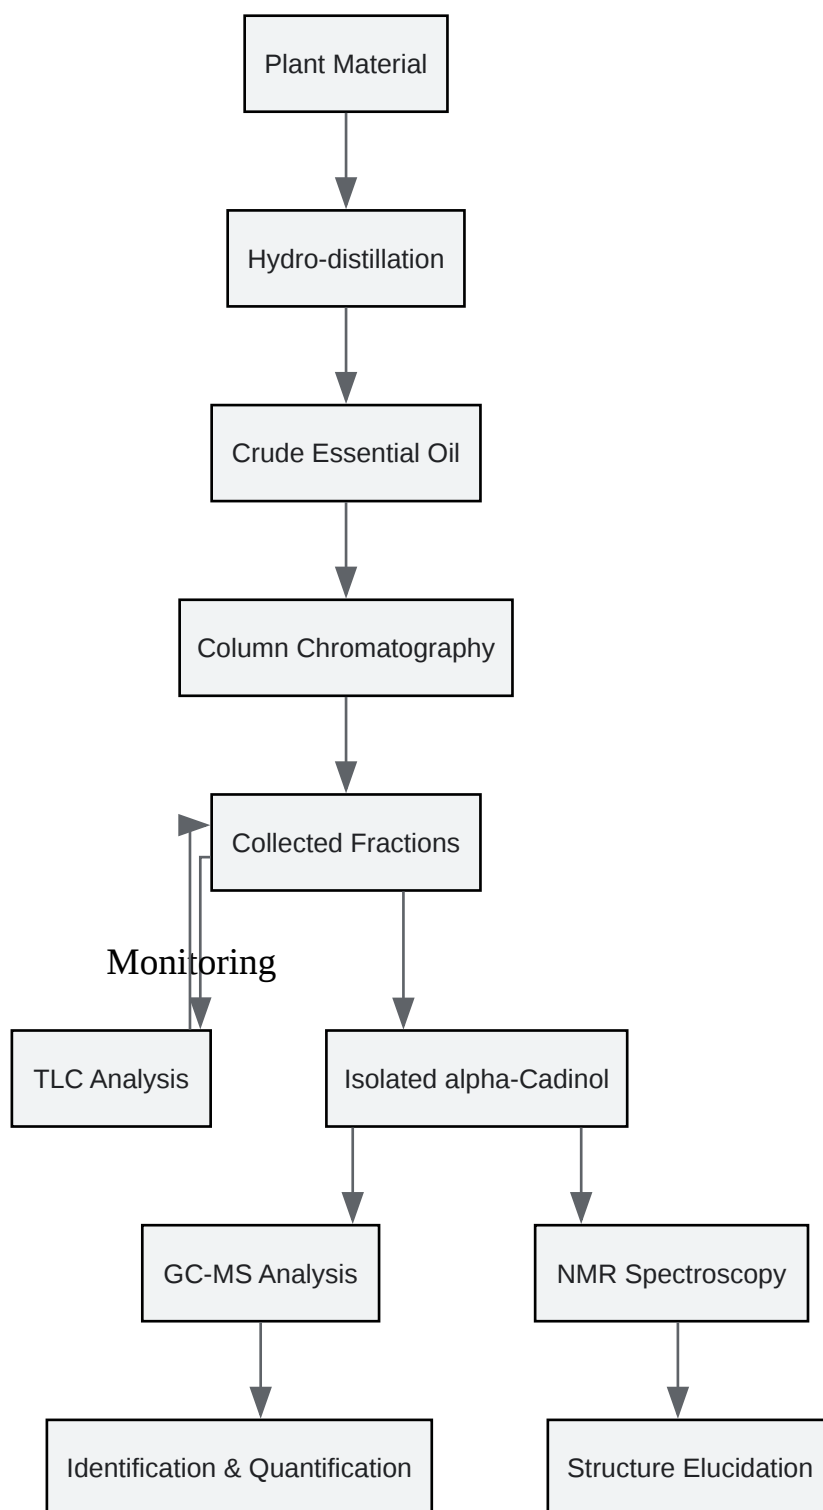 Plant Material
Hydro-distillation
Crude Essential Oil
Column Chromatography
Collected Fractions
Monitoring
TLC Analysis
Isolated alpha-Cadinol
GC-MS Analysis
NMR Spectroscopy
Identification & Quantification
Structure Elucidation